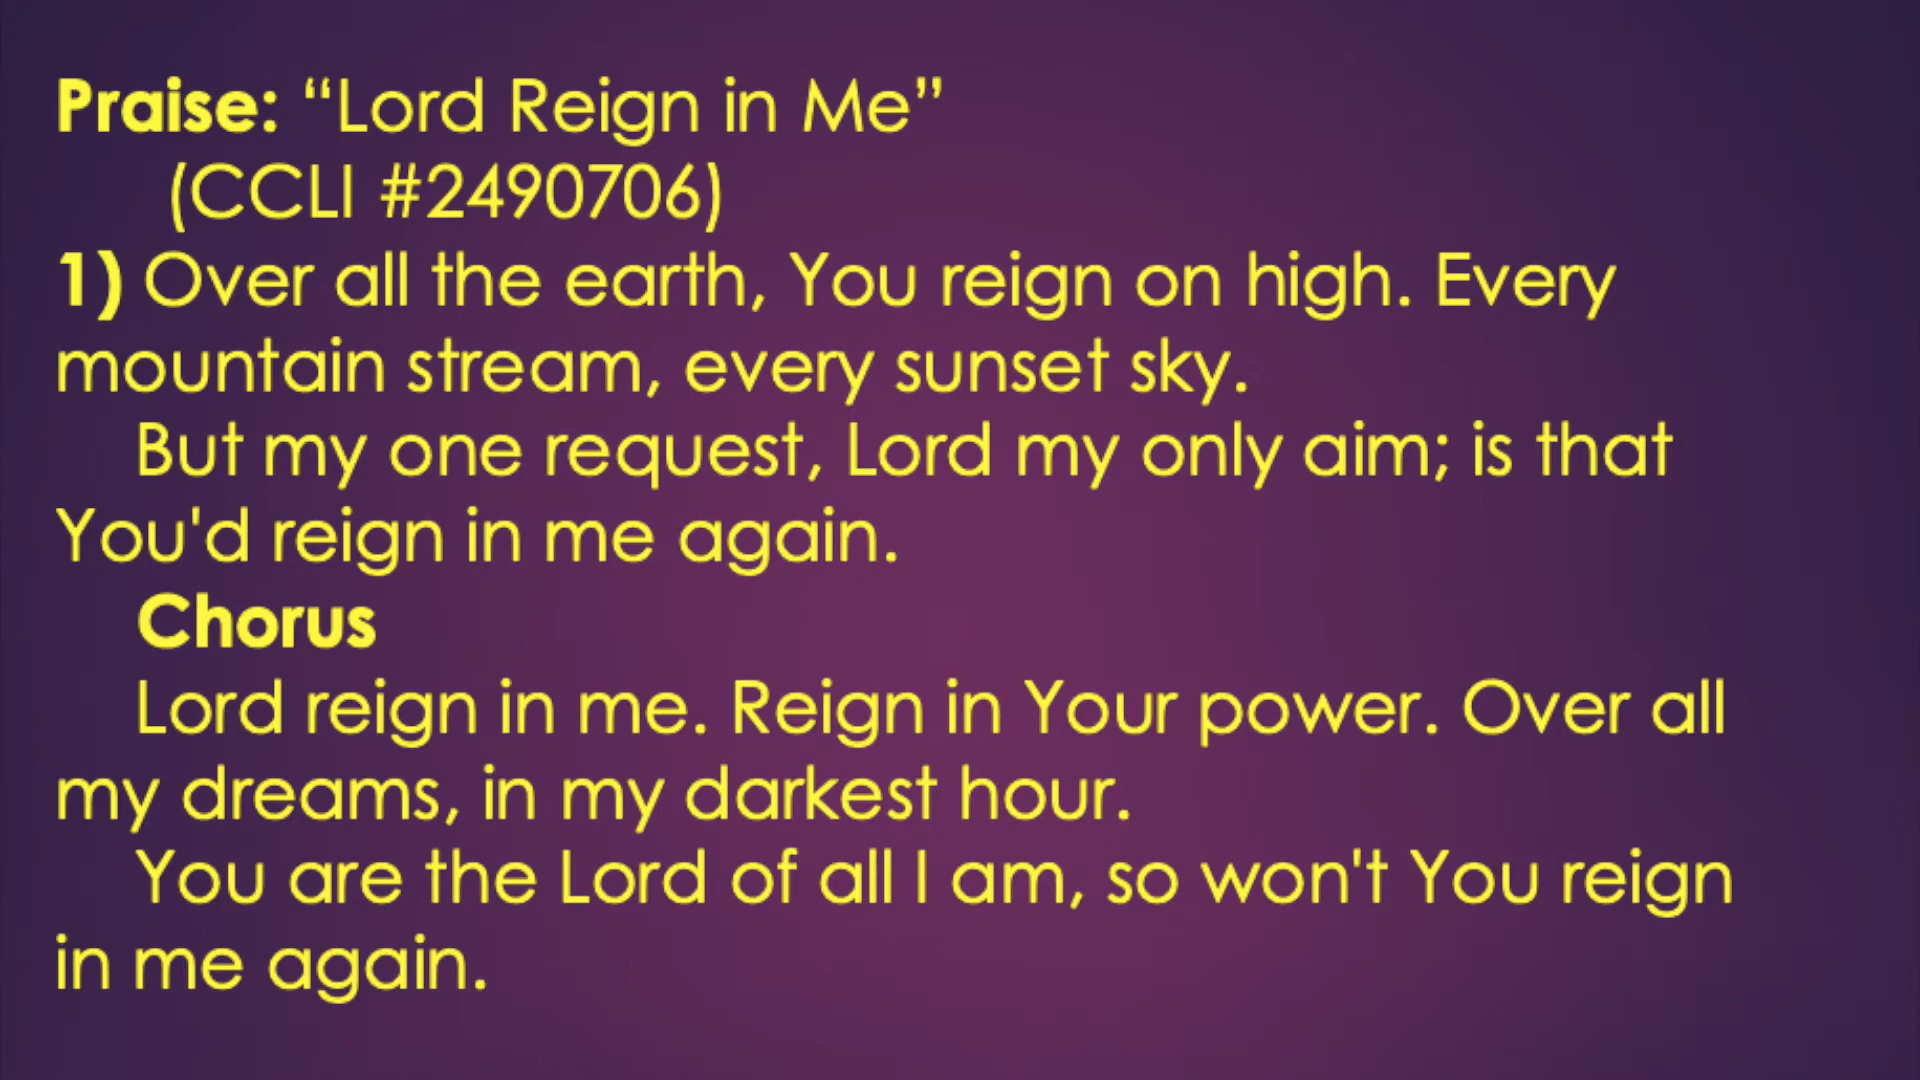 Praise: “Lord Reign in Me”
(CCLI #2490706)
1) Over all the earth, You reign on high. Every
mountain stream, every sunset sky.
But my one request, Lord my only aim; is that
You'd reign in me again.
Chorus
Lord reign in me. Reign in Your power. Over all
my dreams, in my darkest hour.
You are the Lord of all I am, so won't You reign
in me again.